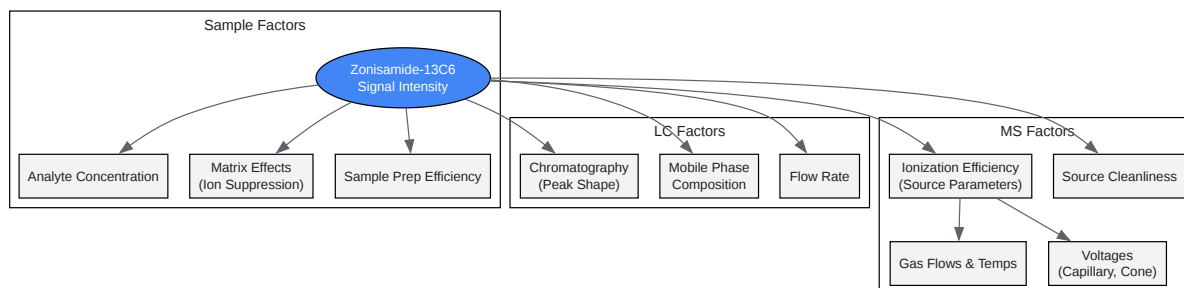 Sample Factors
Zonisamide-13C6
Signal Intensity
LC Factors
MS Factors
Analyte Concentration
Matrix Effects
(Ion Suppression)
Sample Prep Efficiency
Chromatography
(Peak Shape)
Mobile Phase
Composition
Flow Rate
Ionization Efficiency
(Source Parameters)
Source Cleanliness
Gas Flows & Temps
Voltages
(Capillary, Cone)